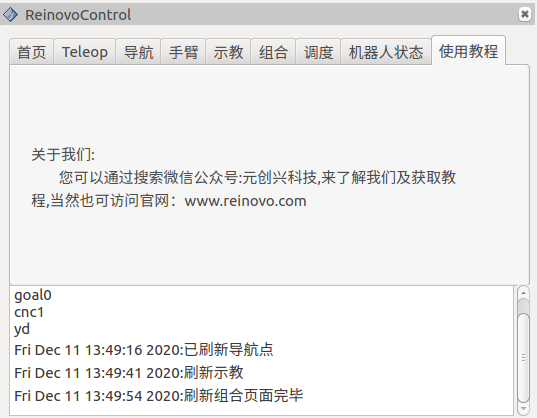 ReinovoControl
首页 Teleop 导航 手臂 示教 组合 调度 机器人状态 使用教程
关于我们:
您可以通过搜索微信公众号:元创兴科技,来了解我们及获取教
程,当然也可访问官网：www.reinovo.com
goal0
cnc1
yd
Fri Dec 11 13:49:16 2020:已刷新导航点
Fri Dec 11 13:49:41 2020:刷新示教
Fri Dec 11 13:49:54 2020:刷新组合页面完毕